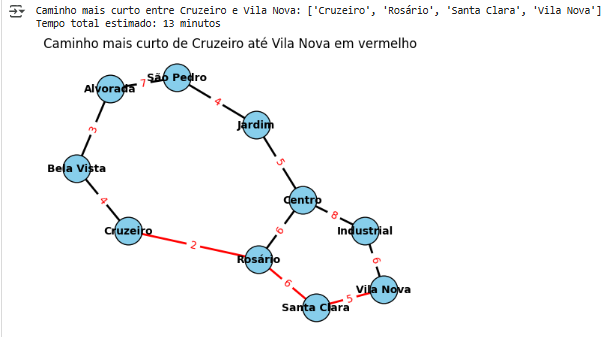 Caminho mais curto entre Cruzeiro e Vila Nova: ['Cruzeiro', 'Rosário', 'Santa Clara', 'Vila Nova']
Tempo total estimado: 13 minutos
Caminho mais curto de Cruzeiro até Vila Nova em vermelho
São Pedro
Alvorada
7
4
Jardim
3
5
Bela Vista
4
Centro
8
Cruzeiro
6
Industrial
2
Rosário
6
6
Vila Nova
5
Santa Clara